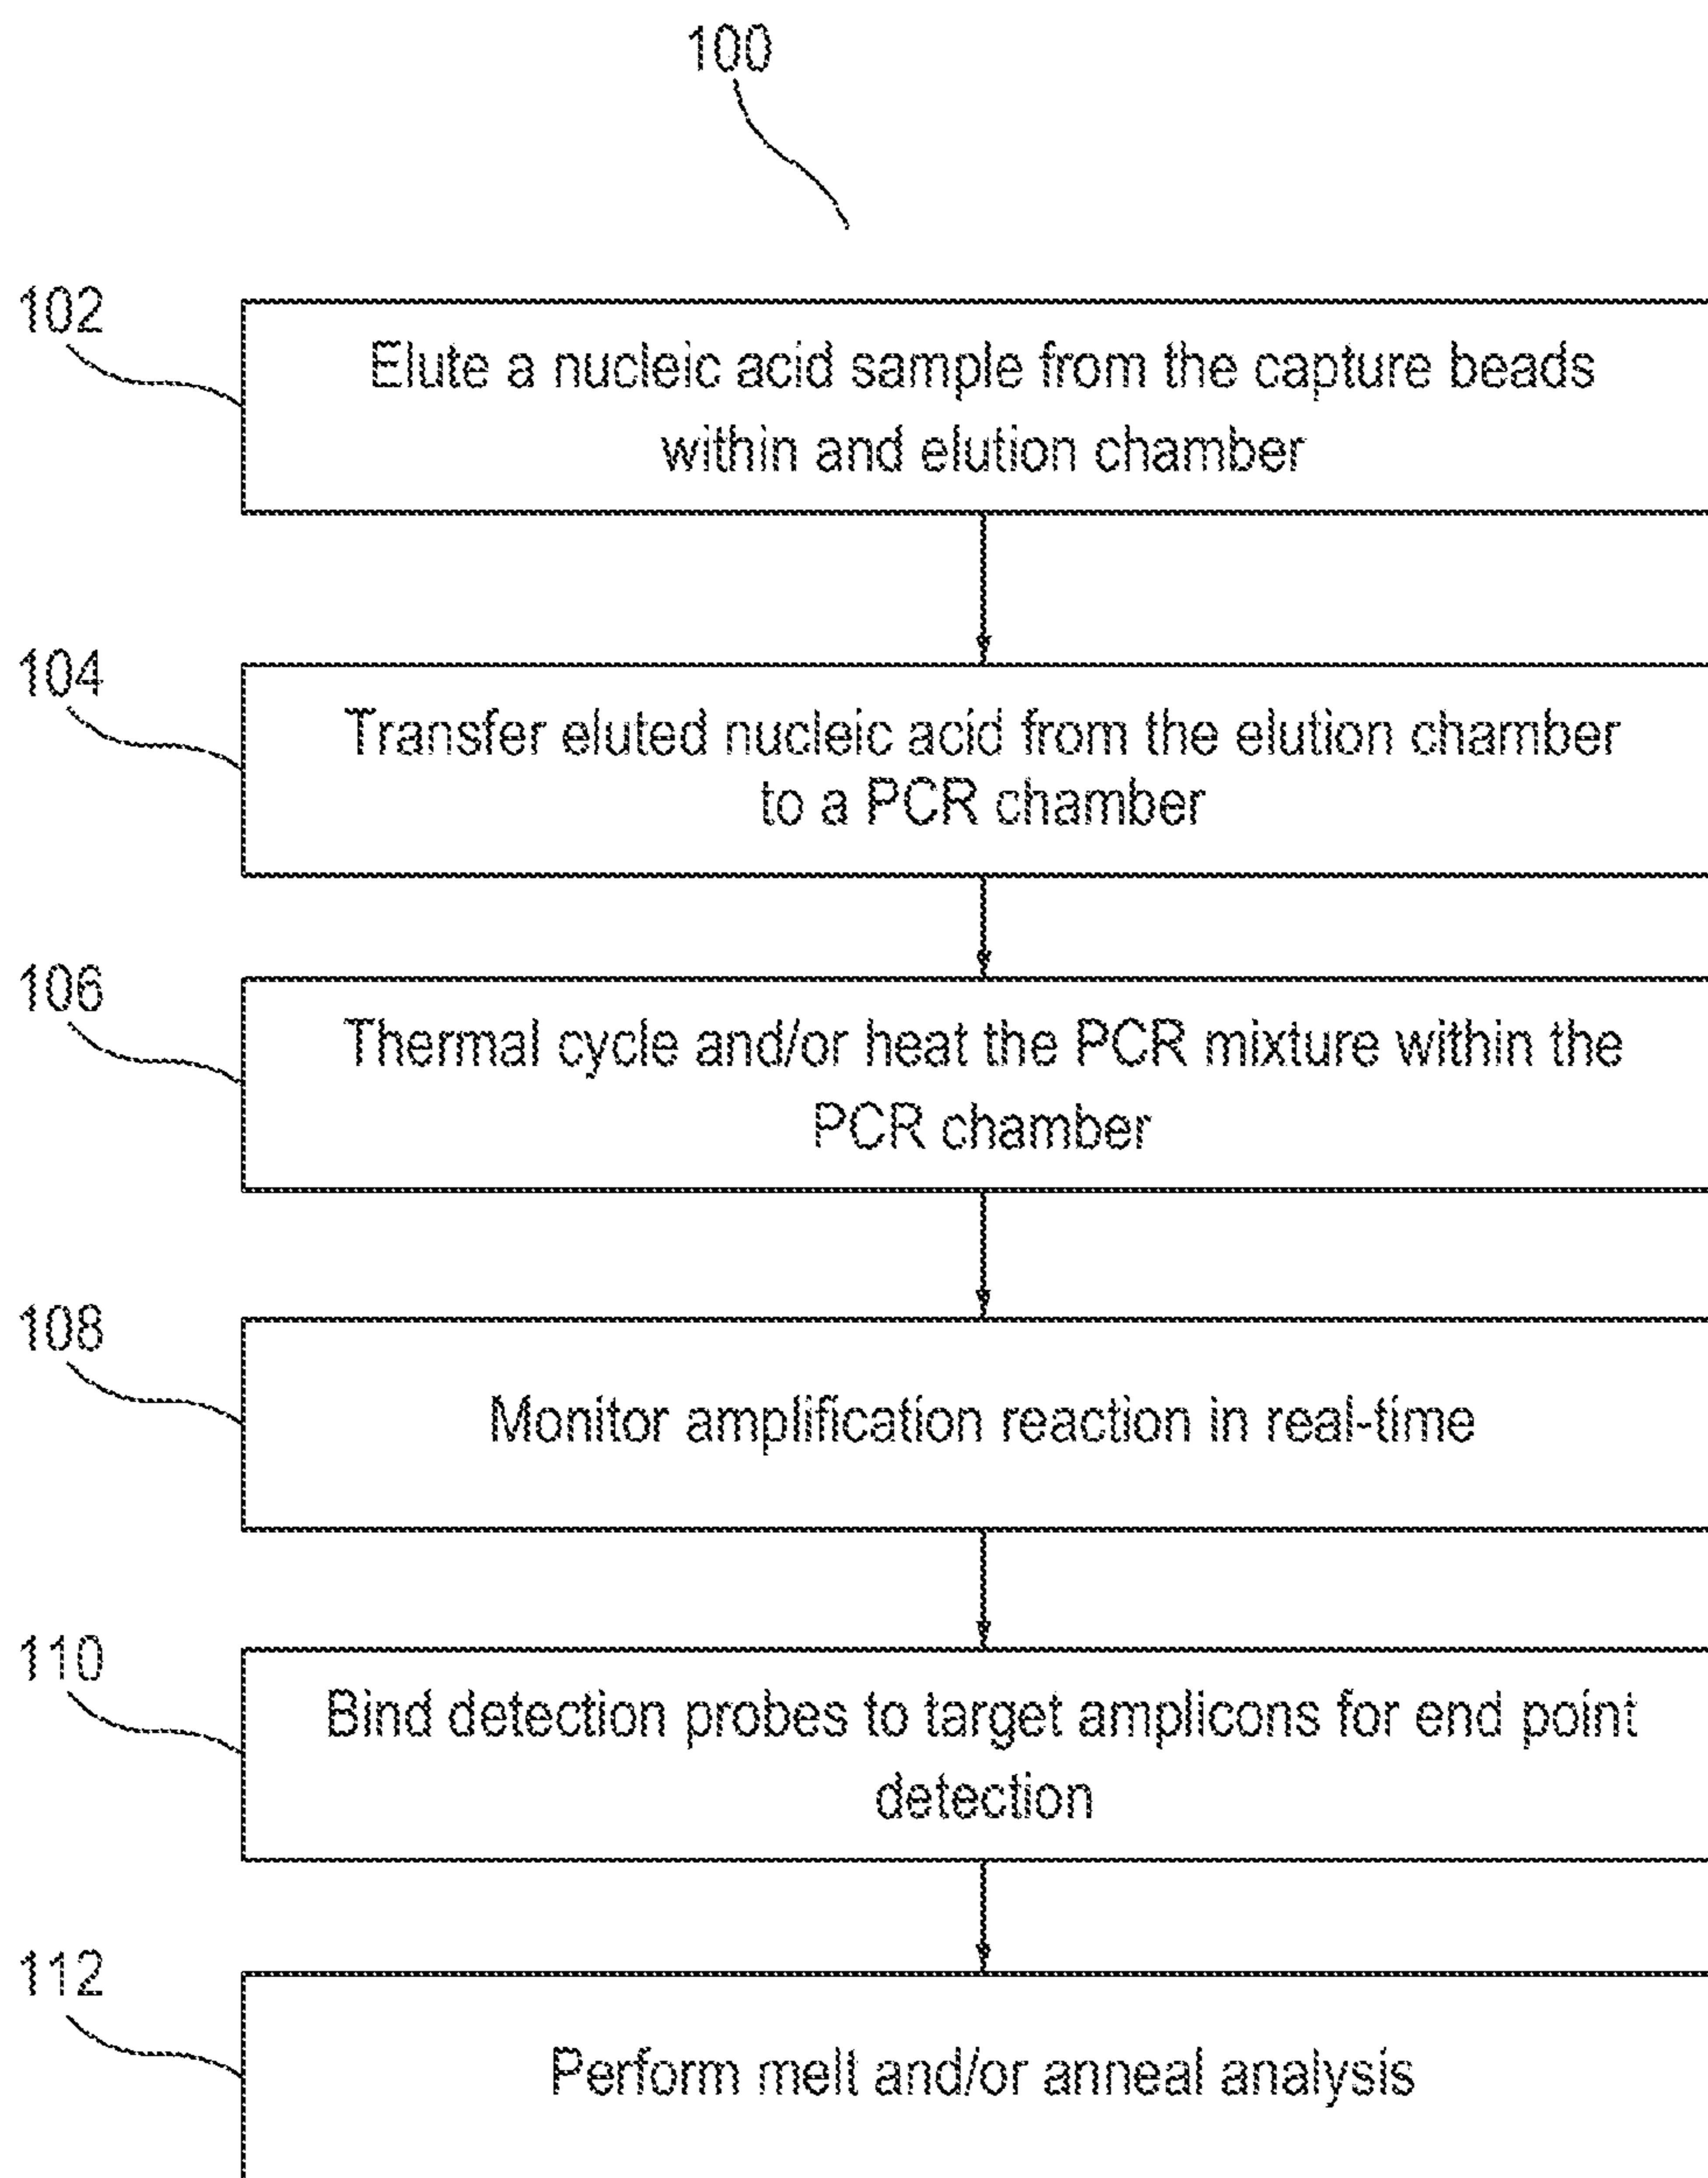 100
102
Elute a nucleic acid sample from the capture beads
within and elution chamber
104
Transfer eluted nucleic acid from the elution chamber
to a PCR chamber
106
Thermal cycle and/or heat the PCR mixture within the
PCR chamber
108
Monitor amplification reaction in real-time
110
Bind detection probes to target amplicons for end point
detection
112
Perform melt and/or anneal analysis